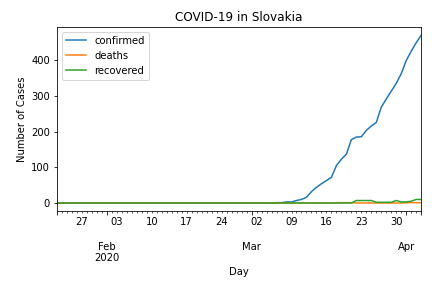 COVID-19 in Slovakia
confirmed
deaths
recovered
Number of Cases
400
300
200
100
0
27 03 10 17 24 02 09 16 23 30
Feb Mar Apr
2020
Day